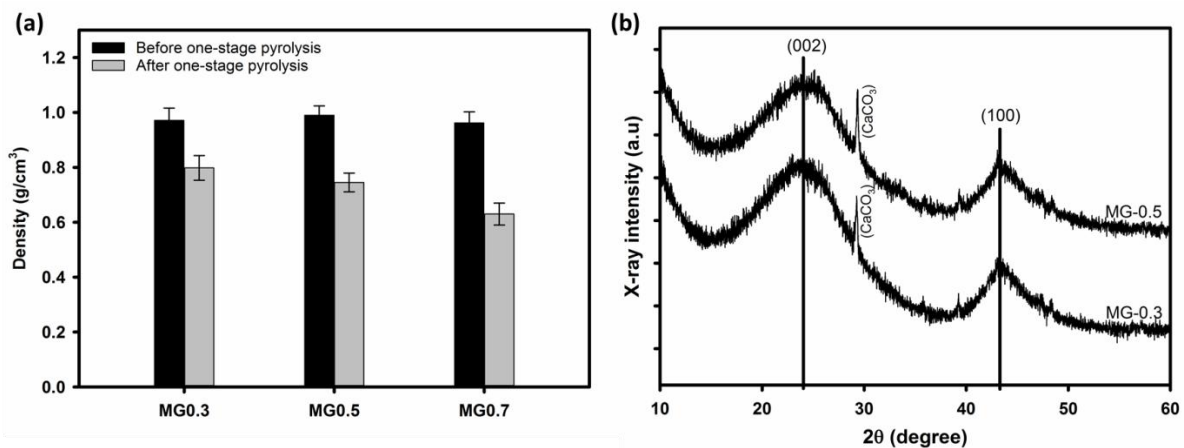 (a)
Before one-stage pyrolysis
After one-stage pyrolysis
Density (g/cm³)
1.2
1.0
0.8
0.6
0.4
0.2
0.0
MG0.3 MG0.5 MG0.7
(b)
(002)
(CaCO₃)
(100)
MG-0.5
(CaCO₃)
MG-0.3
X-ray intensity (a.u)
10 20 30 40 50 60
2θ (degree)